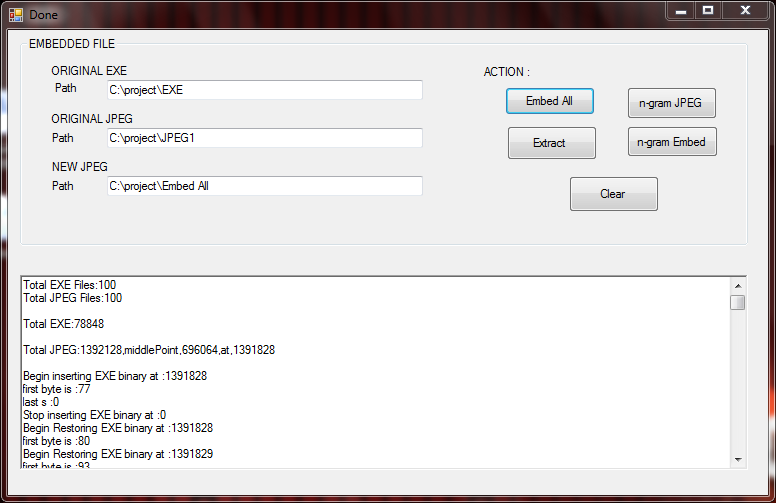 Done
EMBEDDED FILE
ORIGINAL EXE
Path C:\project\EXE
ORIGINAL JPEG
Path C:\project\JPEG1
NEW JPEG
Path C:\project\Embed All
ACTION :
Embed All
n-gram JPEG
Extract
n-gram Embed
Clear
Total EXE Files:100
Total JPEG Files:100
Total EXE:78848
Total JPEG:1392128,middlePoint,696064,at,1391828
Begin inserting EXE binary at :1391828
first byte is :77
last s :0
Stop inserting EXE binary at :0
Begin Restoring EXE binary at :1391828
first byte is :80
Begin Restoring EXE binary at :1391829
first byte is :93